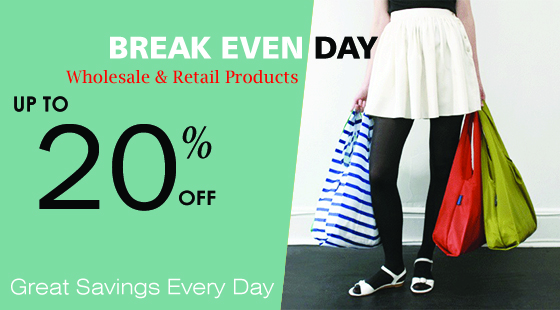 BREAK EVEN DAY
Wholesale & Retail Products
UP TO
20%
OFF
Great Savings Every Day